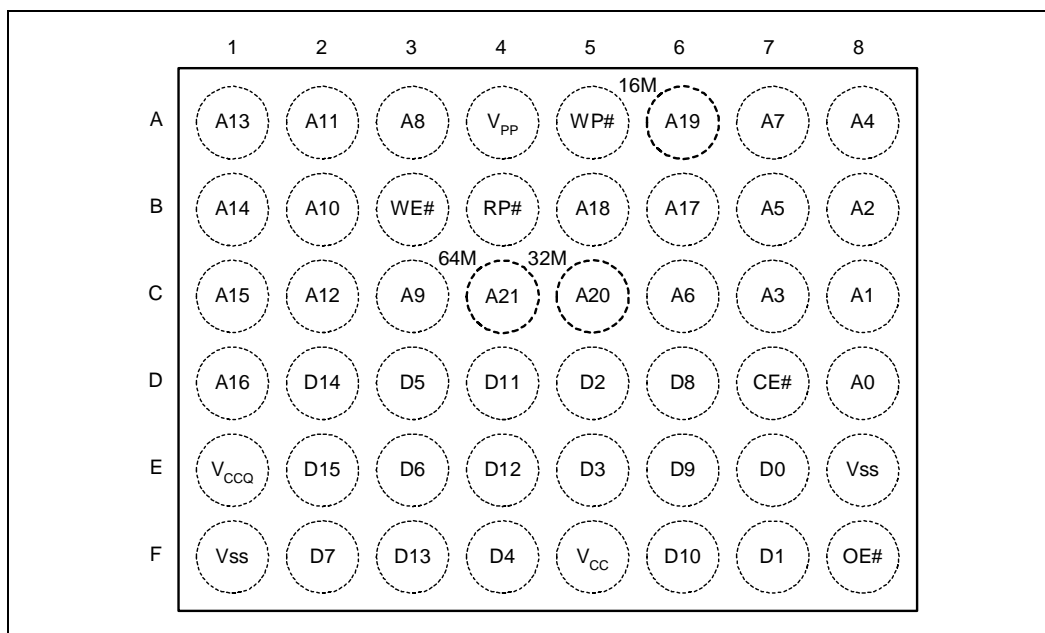 1 2 3 4 5 6 7 8
16M
A A13 A11 A8 VPP WP# A19 A7 A4
B A14 A10 WE# RP# A18 A17 A5 A2
64M 32M
C A15 A12 A9 A21 A20 A6 A3 A1
D A16 D14 D5 D11 D2 D8 CE# A0
E VCCQ D15 D6 D12 D3 D9 D0 Vss
F Vss D7 D13 D4 VCC D10 D1 OE#